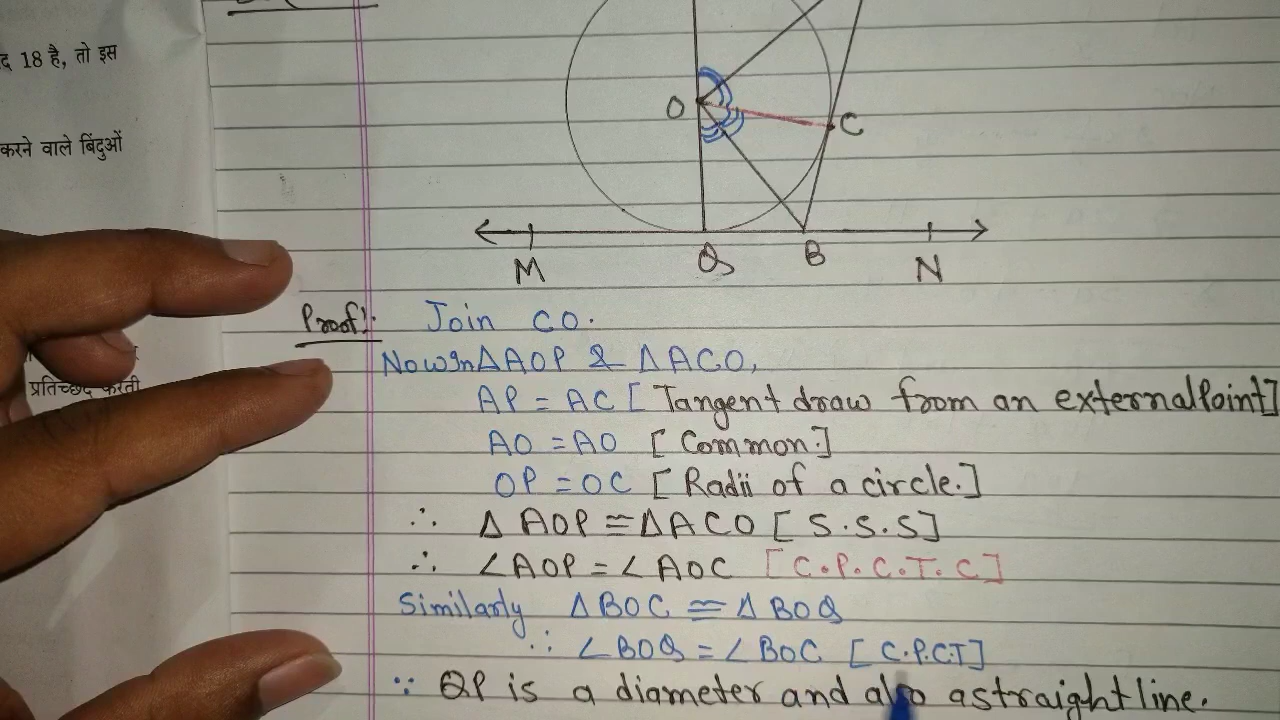 द 18 है, तो इस
करने वाले बिंदुओं
प्रतिच्छेद करती
O
C
M
Q
B
N
Proof:- Join CO.
Now In ΔAOP & ΔACO,
AP = AC [Tangent draw from an external Point]
AO = AO [Common.]
OP = OC [Radii of a circle.]
∴ ΔAOP ≅ ΔACO [S.S.S]
∴ ∠AOP = ∠AOC [C.P.C.T.C]
Similarly ΔBOC ≅ ΔBOQ
∴ ∠BOQ = ∠BOC [C.P.C.T]
∵ QP is a diameter and also a straight line.